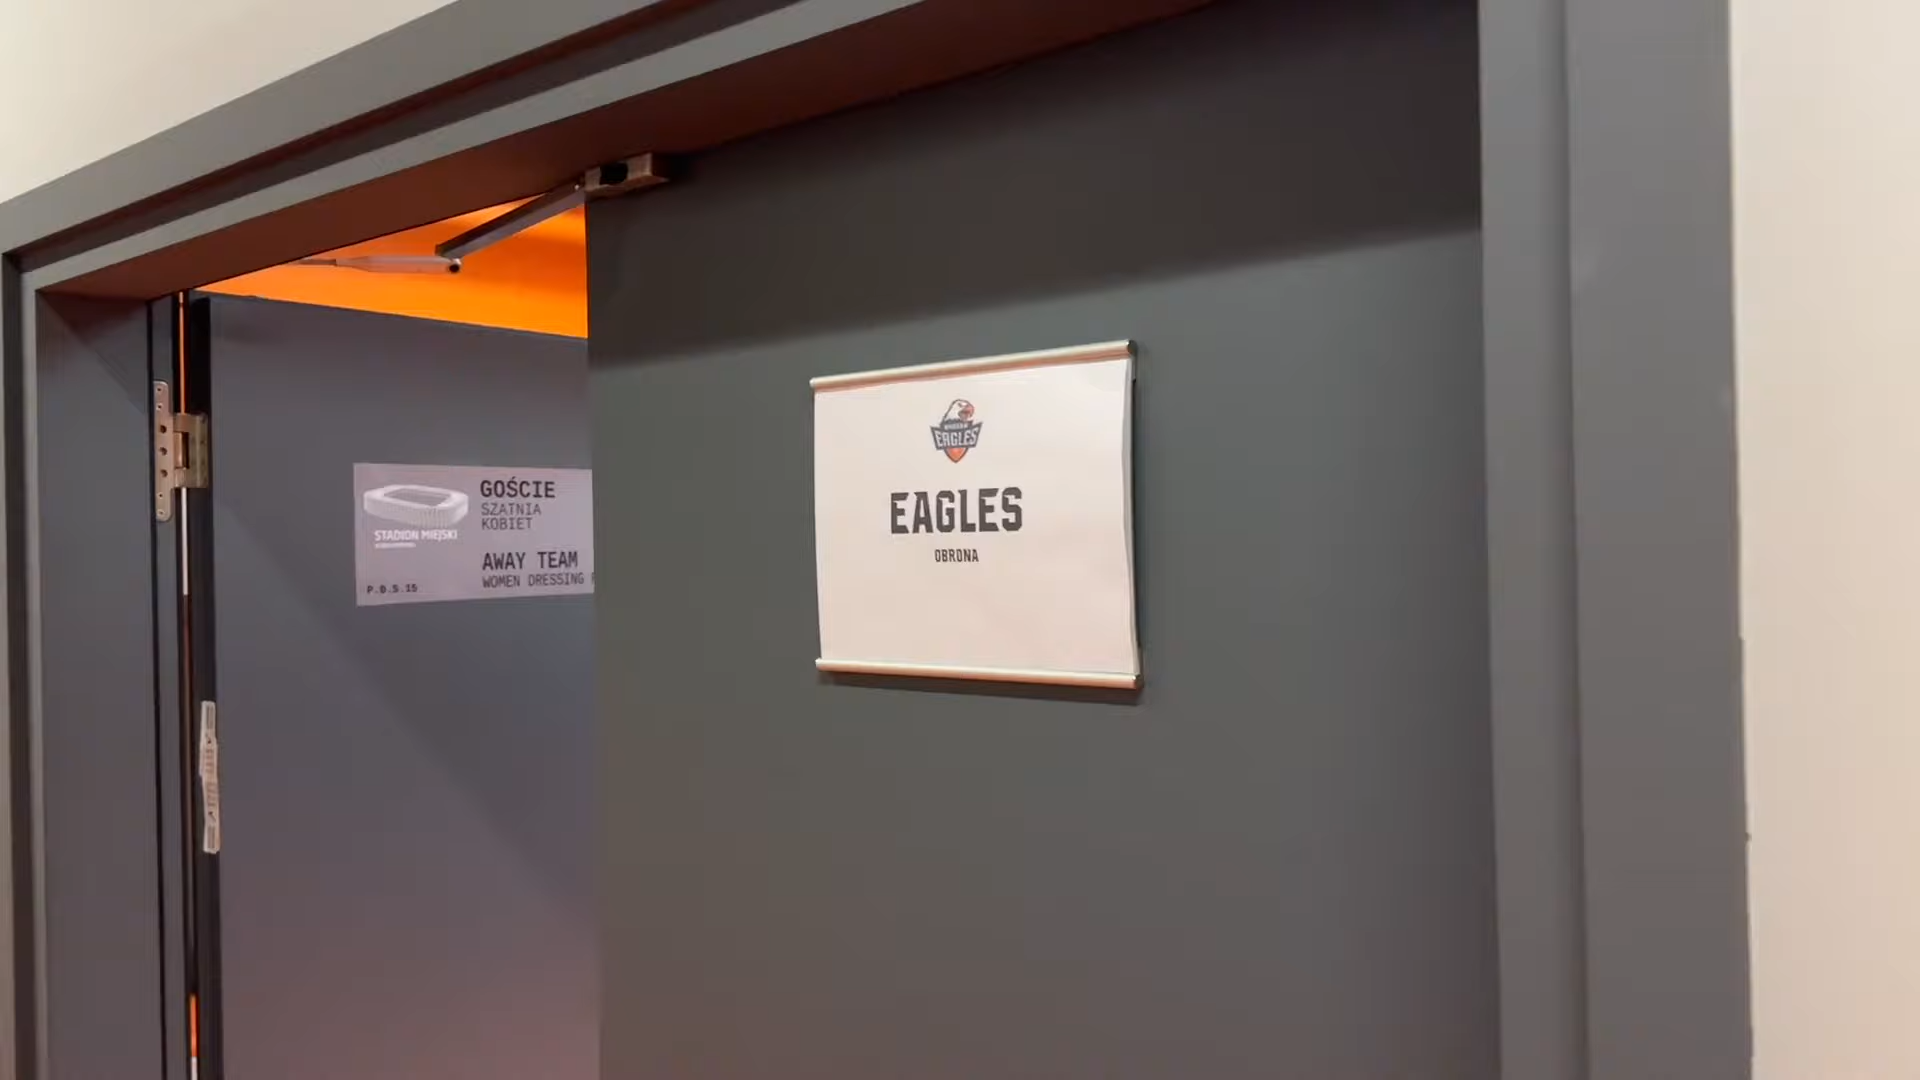 GOŚCIE
SZATNIA
KOBIET
STADION MIEJSKI
AWAY TEAM
WOMEN DRESSING
P.0.S.15
EAGLES
EAGLES
OBRONA